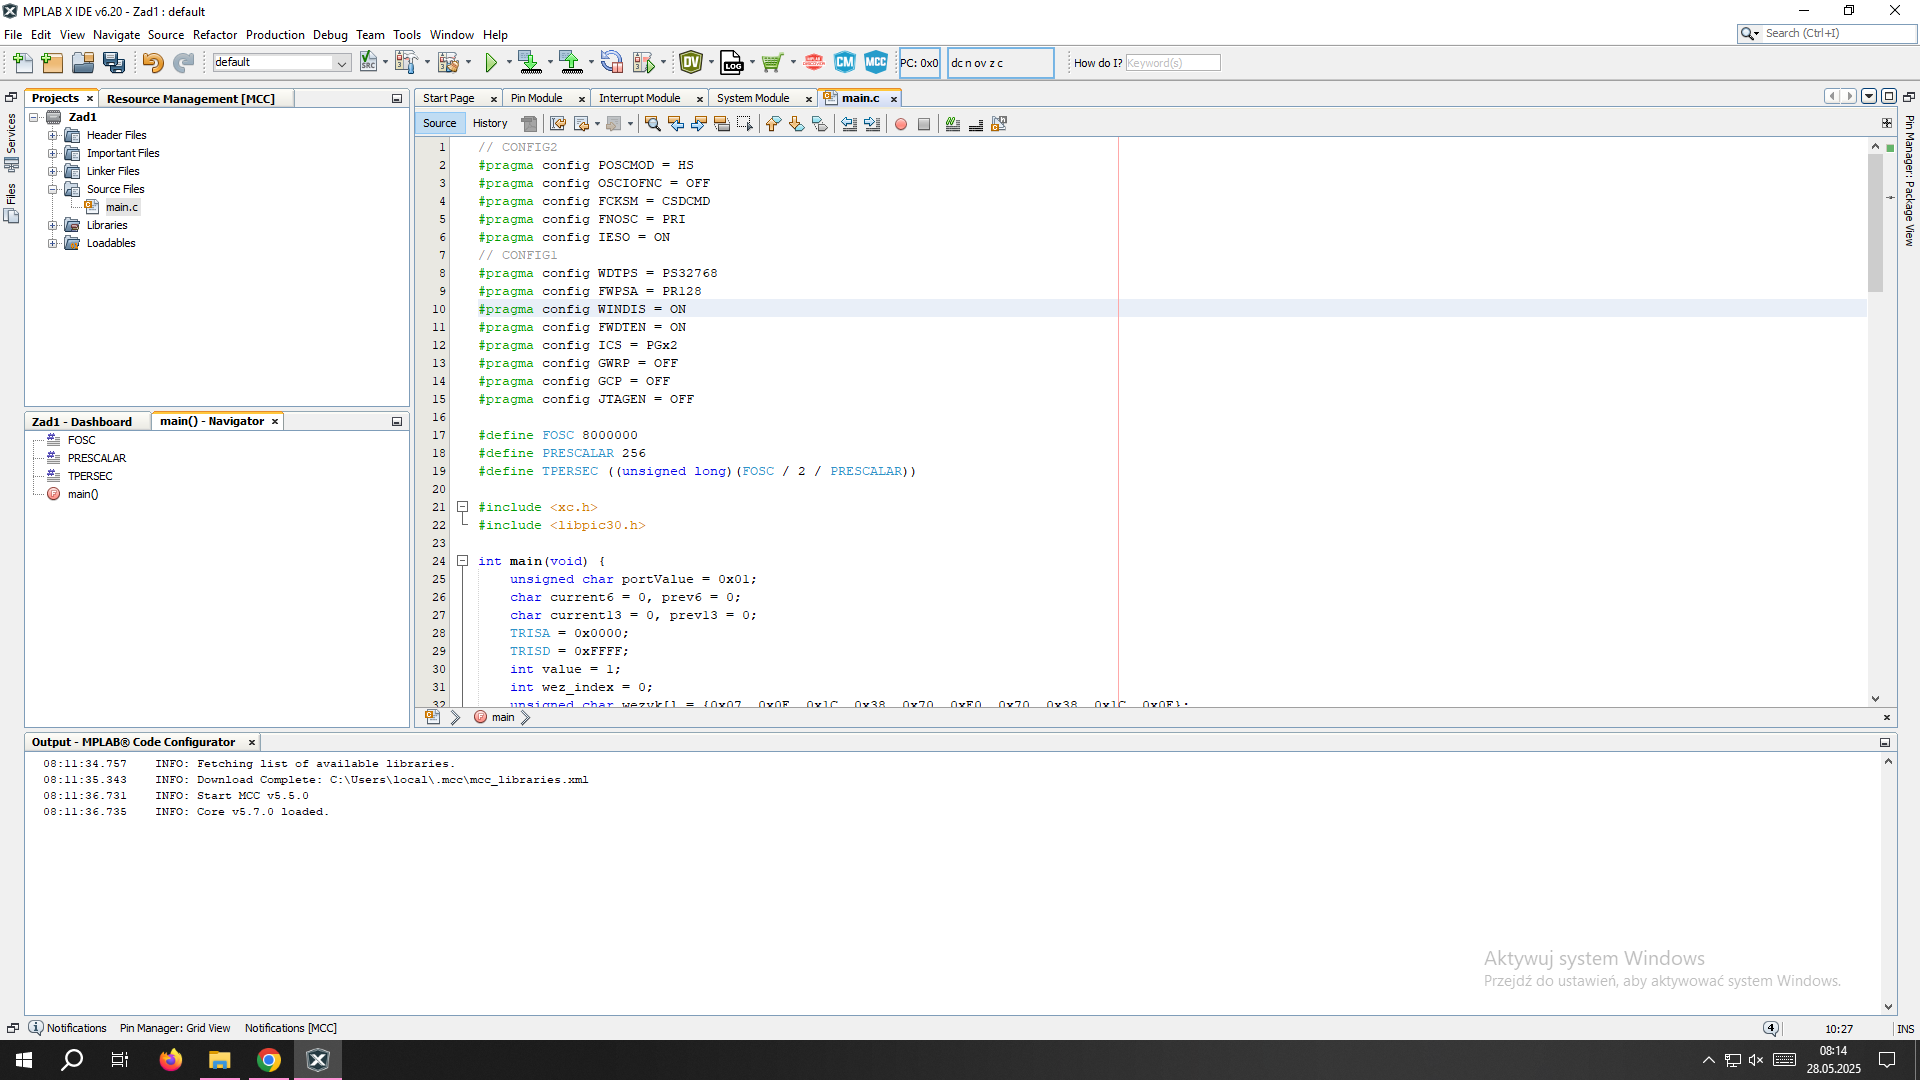 MPLAB X IDE v6.20 - Zad1 : default
File Edit View Navigate Source Refactor Production Debug Team Tools Window Help
Search (Ctrl+I)
default
PC: 0x0
dc n ov z c
How do I? Keyword(s)
Projects
Resource Management [MCC]
Start Page
Pin Module
Interrupt Module
System Module
main.c
Source
History
Services
Files
Zad1
Header Files
Important Files
Linker Files
Source Files
main.c
Libraries
Loadables
Zad1 - Dashboard
main() - Navigator
FOSC
PRESCALAR
TPERSEC
main()
1 // CONFIG2
2 #pragma config POSCMOD = HS
3 #pragma config OSCIOFNC = OFF
4 #pragma config FCKSM = CSDCMD
5 #pragma config FNOSC = PRI
6 #pragma config IESO = ON
7 // CONFIG1
8 #pragma config WDTPS = PS32768
9 #pragma config FWPSA = PR128
10 #pragma config WINDIS = ON
11 #pragma config FWDTEN = ON
12 #pragma config ICS = PGx2
13 #pragma config GWRP = OFF
14 #pragma config GCP = OFF
15 #pragma config JTAGEN = OFF
16
17 #define FOSC 8000000
18 #define PRESCALAR 256
19 #define TPERSEC ((unsigned long)(FOSC / 2 / PRESCALAR))
20
21 #include <xc.h>
22 #include <libpic30.h>
23
24 int main(void) {
25 unsigned char portValue = 0x01;
26 char current6 = 0, prev6 = 0;
27 char current13 = 0, prev13 = 0;
28 TRISA = 0x0000;
29 TRISD = 0xFFFF;
30 int value = 1;
31 int wez_index = 0;
32 unsigned char wezyk[] = {0x07, 0x0E, 0x1C, 0x38, 0x70, 0xE0, 0x70, 0x38, 0x1C, 0x0E};
main
Pin Manager: Package View
Output - MPLAB® Code Configurator
08:11:34.757 INFO: Fetching list of available libraries.
08:11:35.343 INFO: Download Complete: C:\Users\local\.mcc\mcc_libraries.xml
08:11:36.731 INFO: Start MCC v5.5.0
08:11:36.735 INFO: Core v5.7.0 loaded.
Aktywuj system Windows
Przejdź do ustawień, aby aktywować system Windows.
Notifications
Pin Manager: Grid View
Notifications [MCC]
4
10:27
INS
08:14
28.05.2025